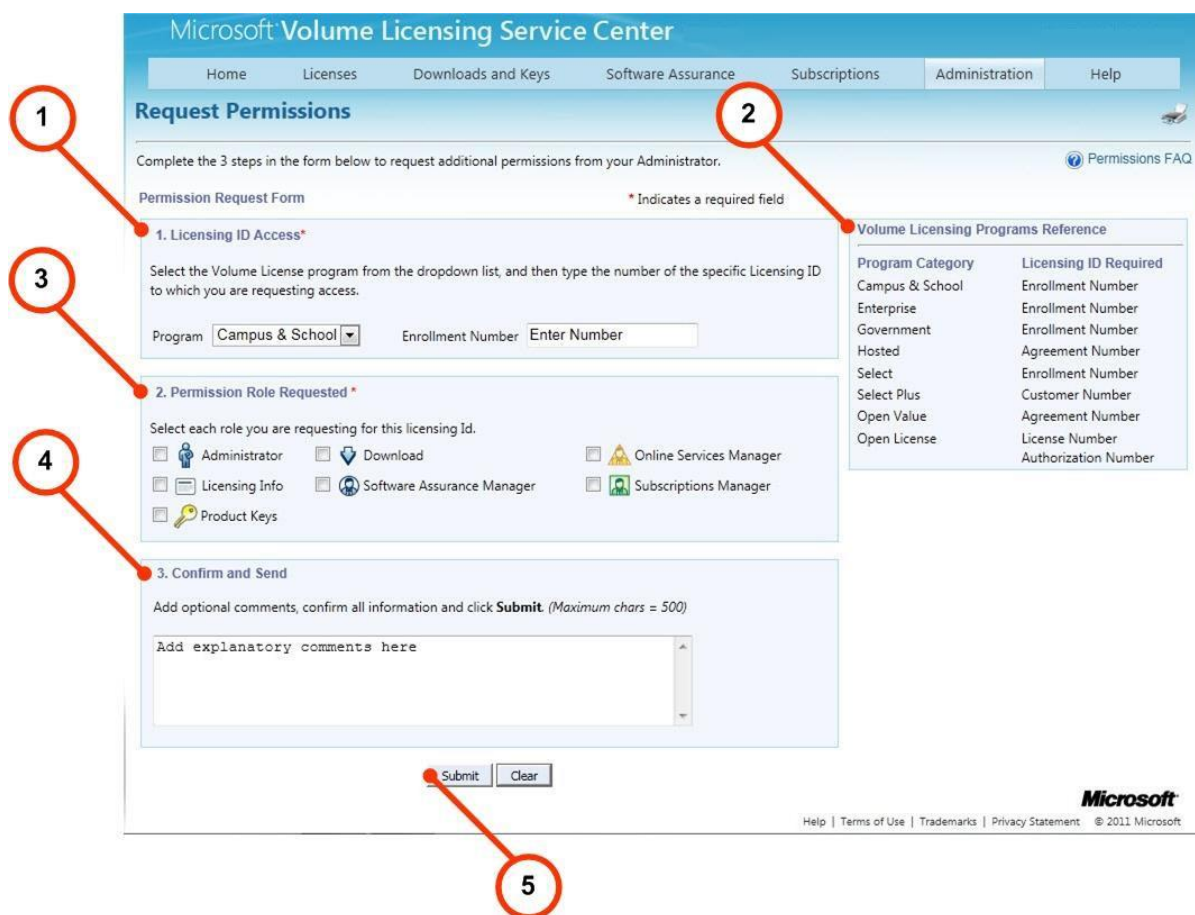 Microsoft Volume Licensing Service Center
Home Licenses Downloads and Keys Software Assurance Subscriptions Administration Help
1
Request Permissions
2
Complete the 3 steps in the form below to request additional permissions from your Administrator.
Permissions FAQ
Permission Request Form
* Indicates a required field
1. Licensing ID Access*
3
Select the Volume License program from the dropdown list, and then type the number of the specific Licensing ID
to which you are requesting access.
Program Campus & School Enrollment Number Enter Number
Volume Licensing Programs Reference
Program Category Licensing ID Required
Campus & School Enrollment Number
Enterprise Enrollment Number
Government Enrollment Number
Hosted Agreement Number
Select Enrollment Number
Select Plus Customer Number
Open Value Agreement Number
Open License License Number
Authorization Number
2. Permission Role Requested *
4
Select each role you are requesting for this licensing Id.
Administrator Download Online Services Manager
Licensing Info Software Assurance Manager Subscriptions Manager
Product Keys
3. Confirm and Send
Add optional comments, confirm all information and click Submit. (Maximum chars = 500)
Add explanatory comments here
Submit Clear
5
Microsoft
Help | Terms of Use | Trademarks | Privacy Statement © 2011 Microsoft